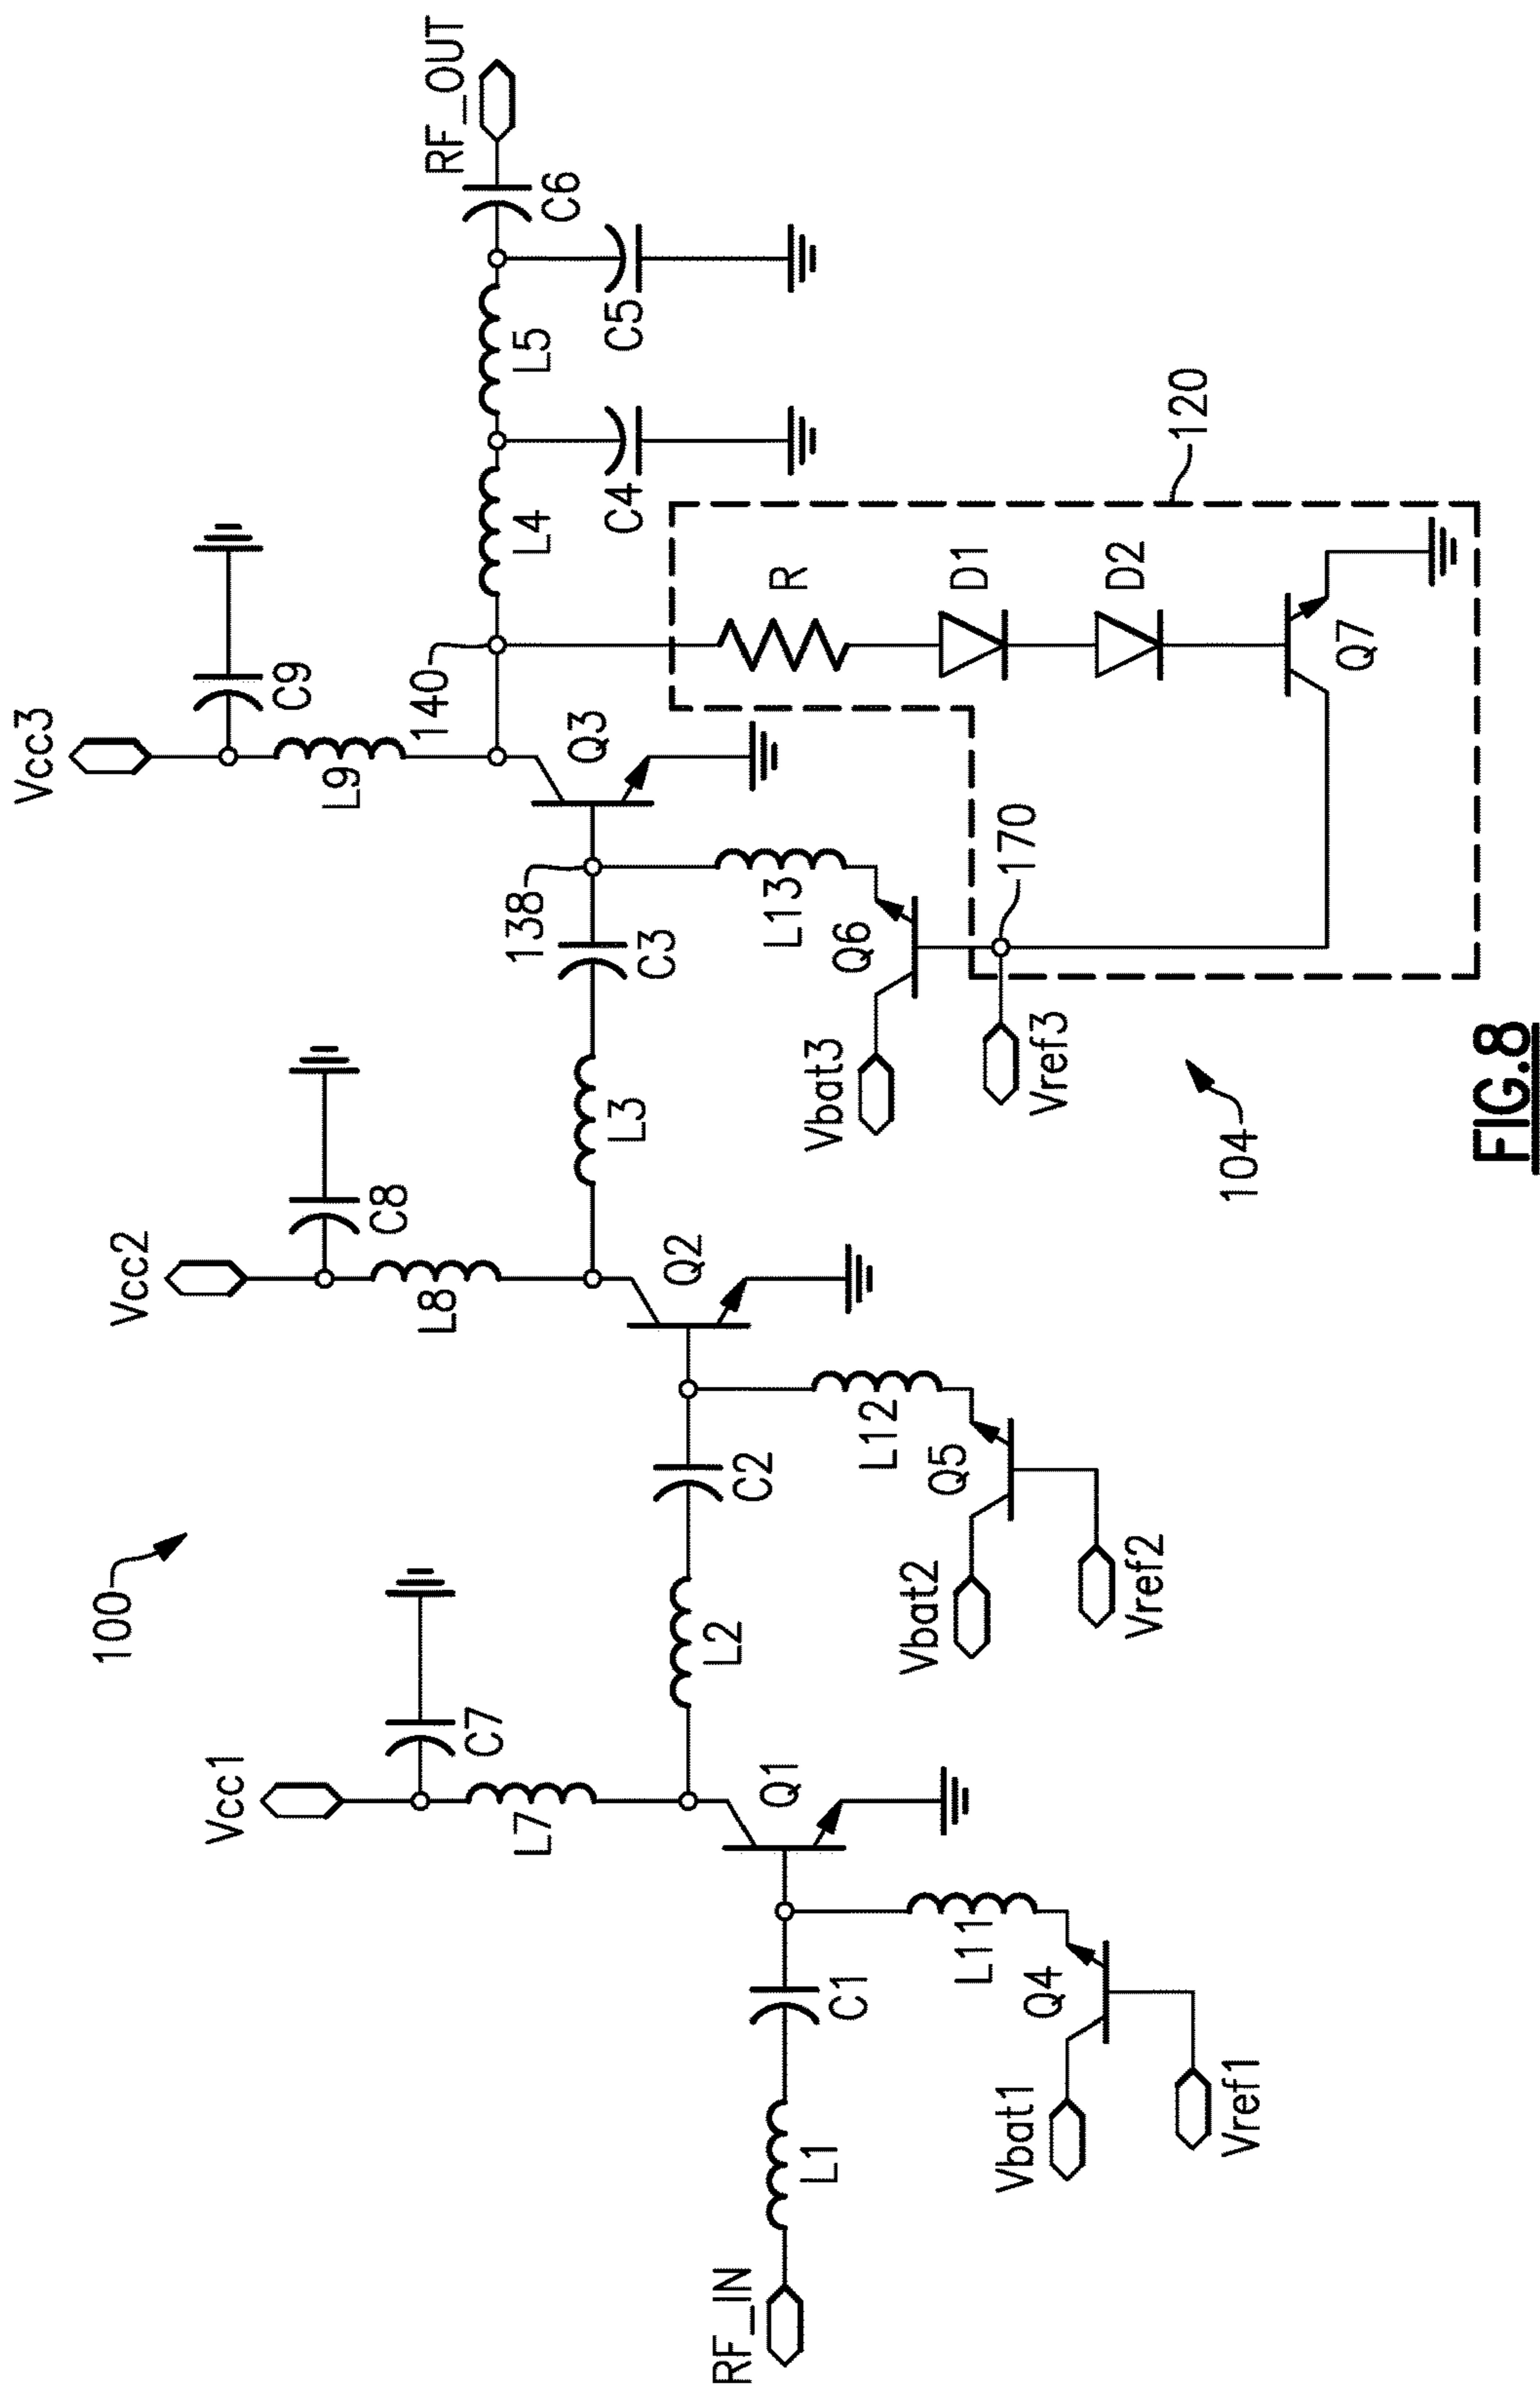 100
Vcc3
C9
L9
Vcc2
C8
L8
Vcc1
C7
L7
140
RF_OUT
C6
L4
L5
C4
C5
138
Q3
L3
C3
L13
Q6
Vbat3
Vref3
170
R
D1
D2
Q7
120
104
Q2
L2
C2
L12
Q5
Vbat2
Vref2
Q1
RF_IN
L1
C1
L11
Q4
Vbat1
Vref1
FIG.8